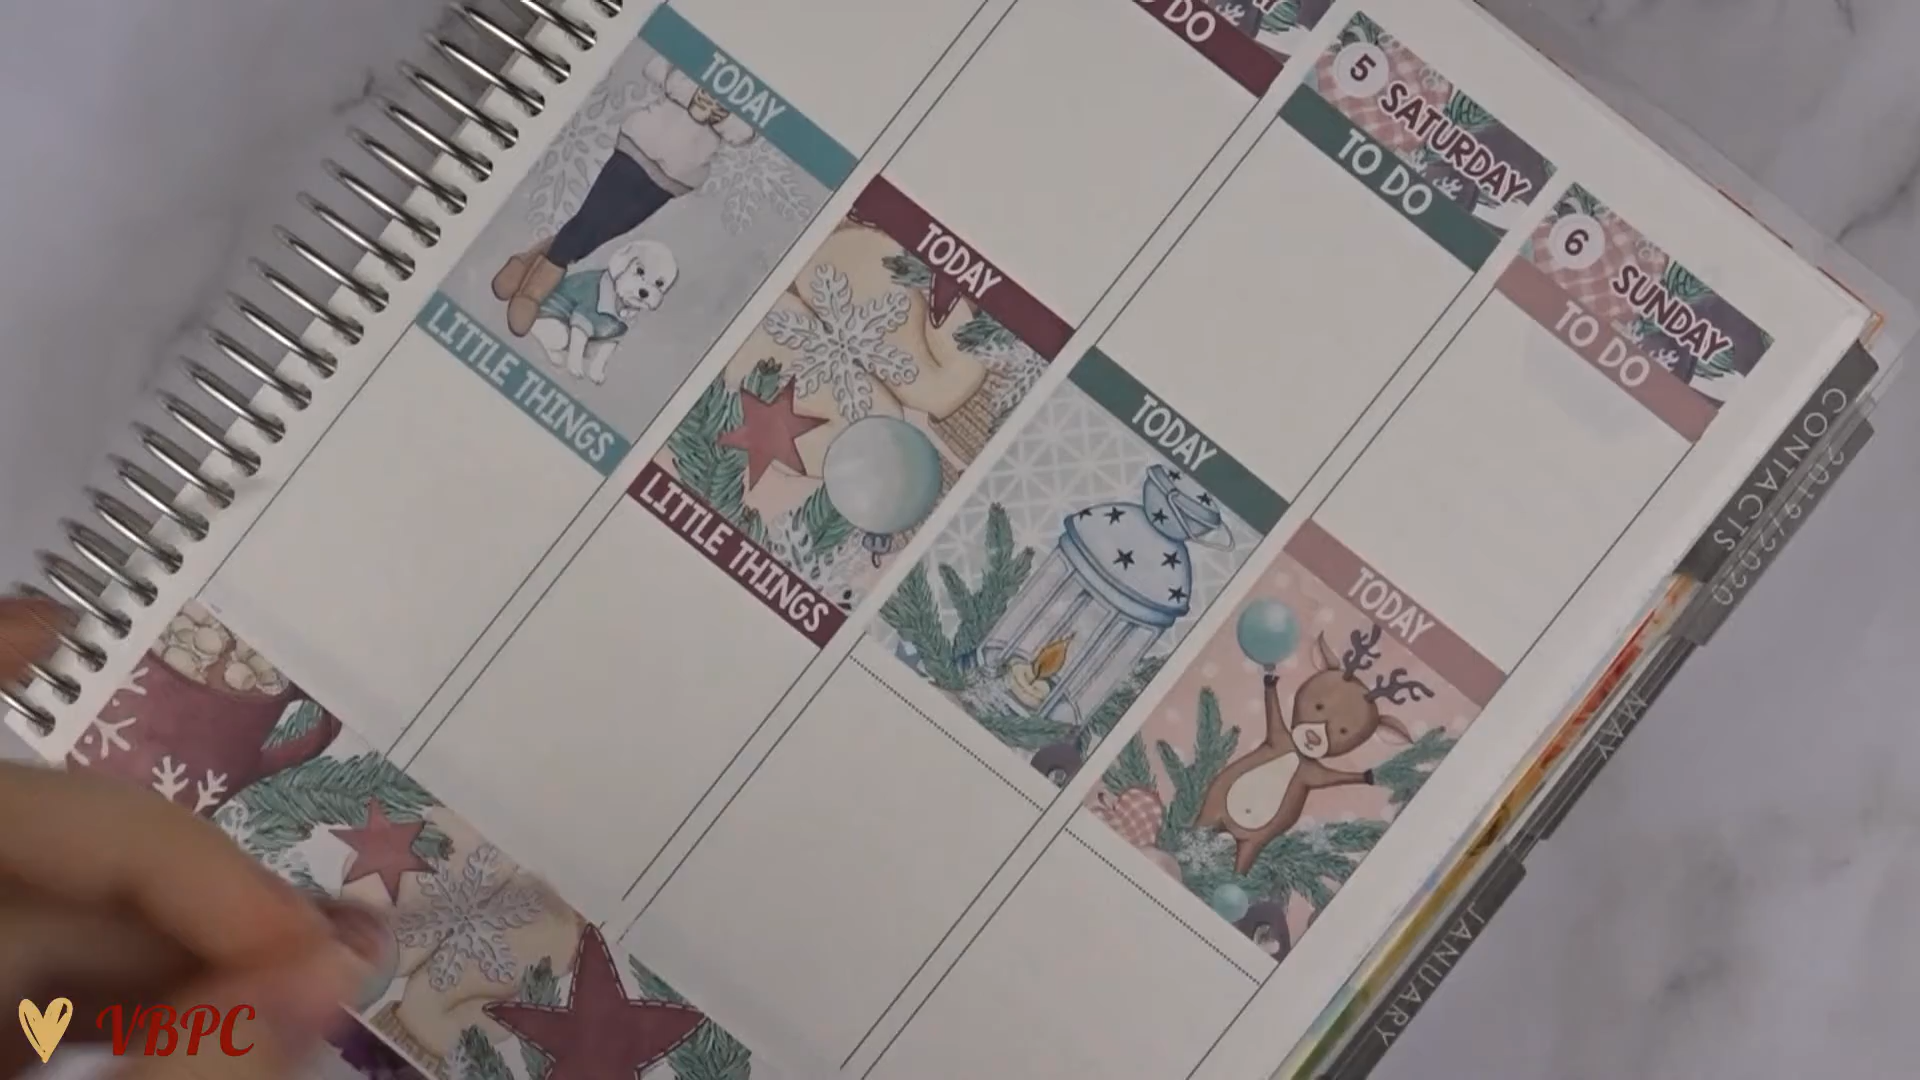 TODAY
LITTLE THINGS
TODAY
LITTLE THINGS
DO
TODAY
5 SATURDAY
TO DO
TODAY
6 SUNDAY
TO DO
CONTACTS
2019/2020
MAY
JANUARY
VBPC